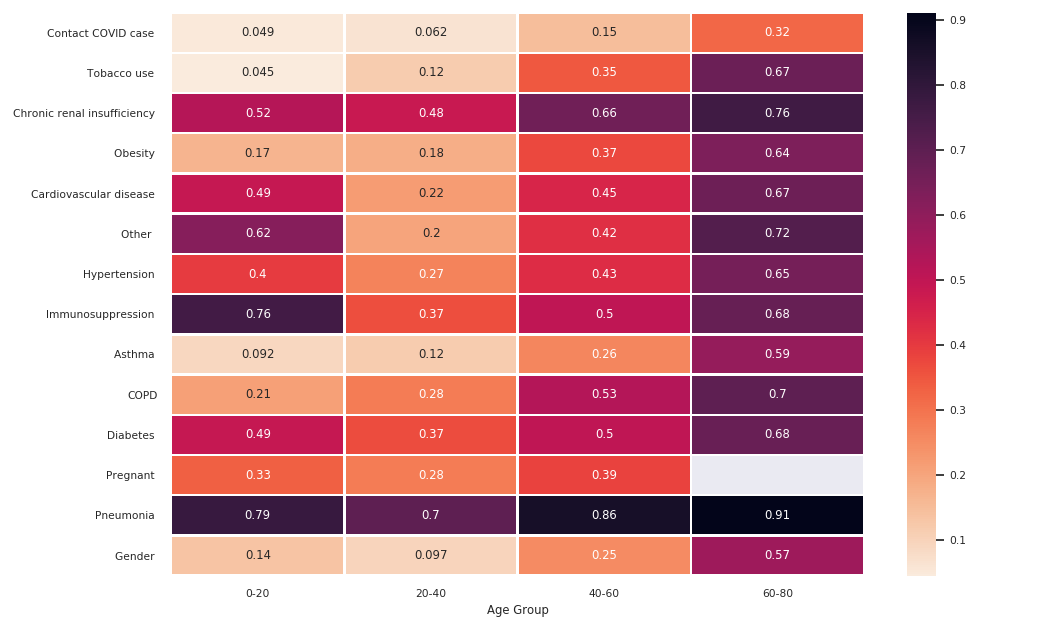 Contact COVID case 0.049 0.062 0.15 0.32
Tobacco use 0.045 0.12 0.35 0.67
Chronic renal insufficiency 0.52 0.48 0.66 0.76
Obesity 0.17 0.18 0.37 0.64
Cardiovascular disease 0.49 0.22 0.45 0.67
Other 0.62 0.2 0.42 0.72
Hypertension 0.4 0.27 0.43 0.65
Immunosuppression 0.76 0.37 0.5 0.68
Asthma 0.092 0.12 0.26 0.59
COPD 0.21 0.28 0.53 0.7
Diabetes 0.49 0.37 0.5 0.68
Pregnant 0.33 0.28 0.39
Pneumonia 0.79 0.7 0.86 0.91
Gender 0.14 0.097 0.25 0.57
0-20 20-40 40-60 60-80
Age Group
0.9
0.8
0.7
0.6
0.5
0.4
0.3
0.2
0.1